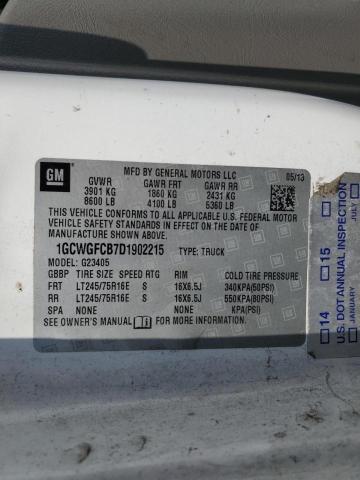 GM
MFD BY GENERAL MOTORS LLC 05/13
GVWR GAWR FRT GAWR RR
3901 KG 1860 KG 2431 KG
8600 LB 4100 LB 5360 LB
THIS VEHICLE CONFORMS TO ALL APPLICABLE U.S. FEDERAL
MOTOR VEHICLE SAFETY STANDARDS IN EFFECT ON THE DATE OF
MANUFACTURE SHOWN ABOVE.
1GCWGFCB7D1902215 TYPE: TRUCK
MODEL: G23405
GBBP TIRE SIZE SPEED RTG RIM COLD TIRE PRESSURE
FRT LT245/75R16E S 16X6.5J 340KPA(50PSI)
RR LT245/75R16E S 16X6.5J 550KPA(80PSI)
SPA NONE NONE KPA(PSI)
SEE OWNER'S MANUAL FOR ADDITIONAL INFORMATION.
U.S. DOT ANNUAL INSPECTION
14
15
JANUARY
JULY